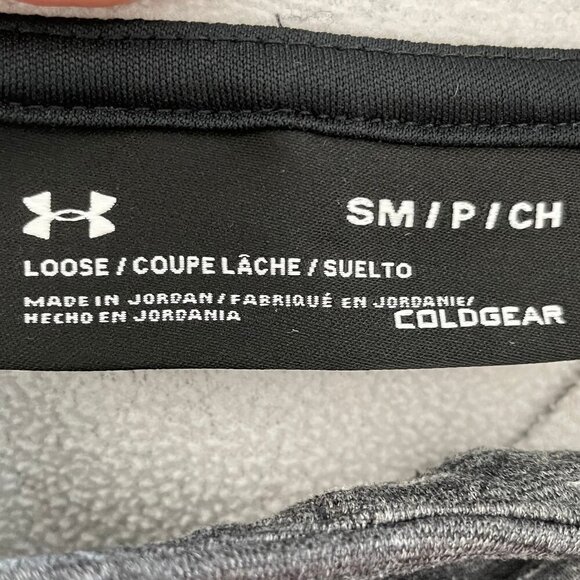 SM / P / CH
LOOSE / COUPE LÂCHE / SUELTO
MADE IN JORDAN / FABRIQUÉ EN JORDANIE/
HECHO EN JORDANIA
COLDGEAR